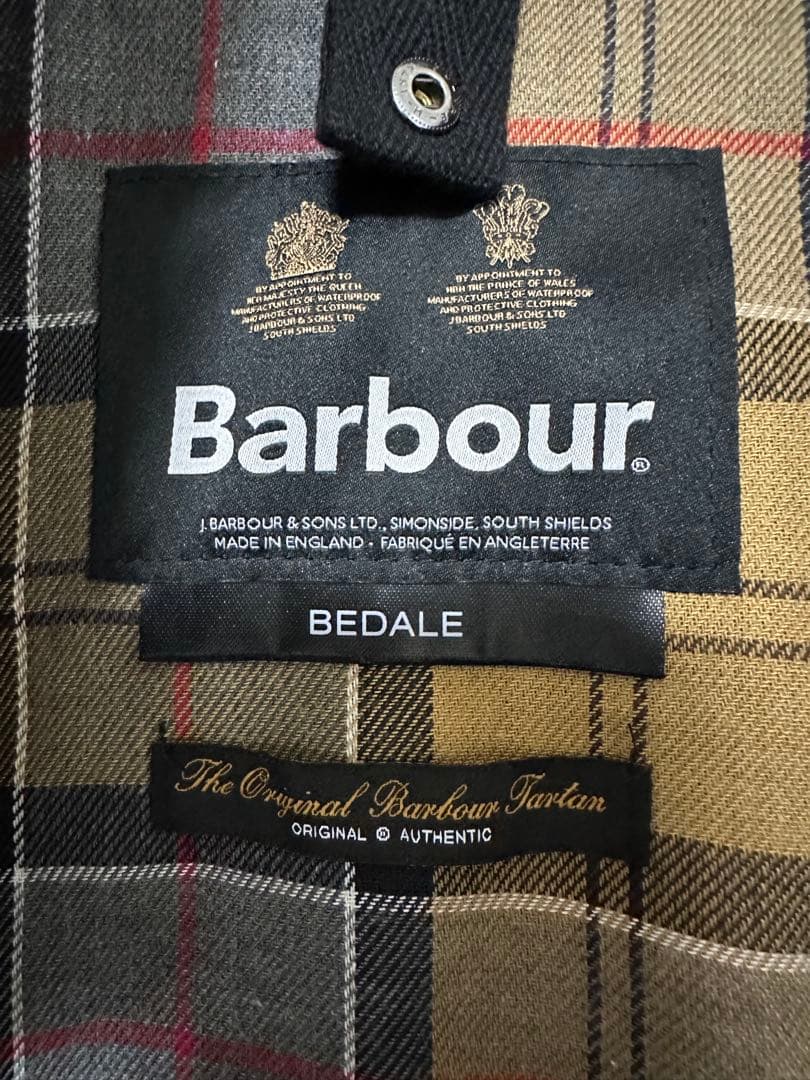 BY APPOINTMENT TO
HER MAJESTY THE QUEEN
MANUFACTURERS OF WATERPROOF
AND PROTECTIVE CLOTHING
J BARBOUR & SONS LTD
SOUTH SHIELDS
BY APPOINTMENT TO
HRH THE PRINCE OF WALES
MANUFACTURERS OF WATERPROOF
AND PROTECTIVE CLOTHING
J BARBOUR & SONS LTD
SOUTH SHIELDS
Barbour®
J. BARBOUR & SONS LTD., SIMONSIDE, SOUTH SHIELDS
MADE IN ENGLAND - FABRIQUÉ EN ANGLETERRE
BEDALE
The Original Barbour Tartan
ORIGINAL ® AUTHENTIC